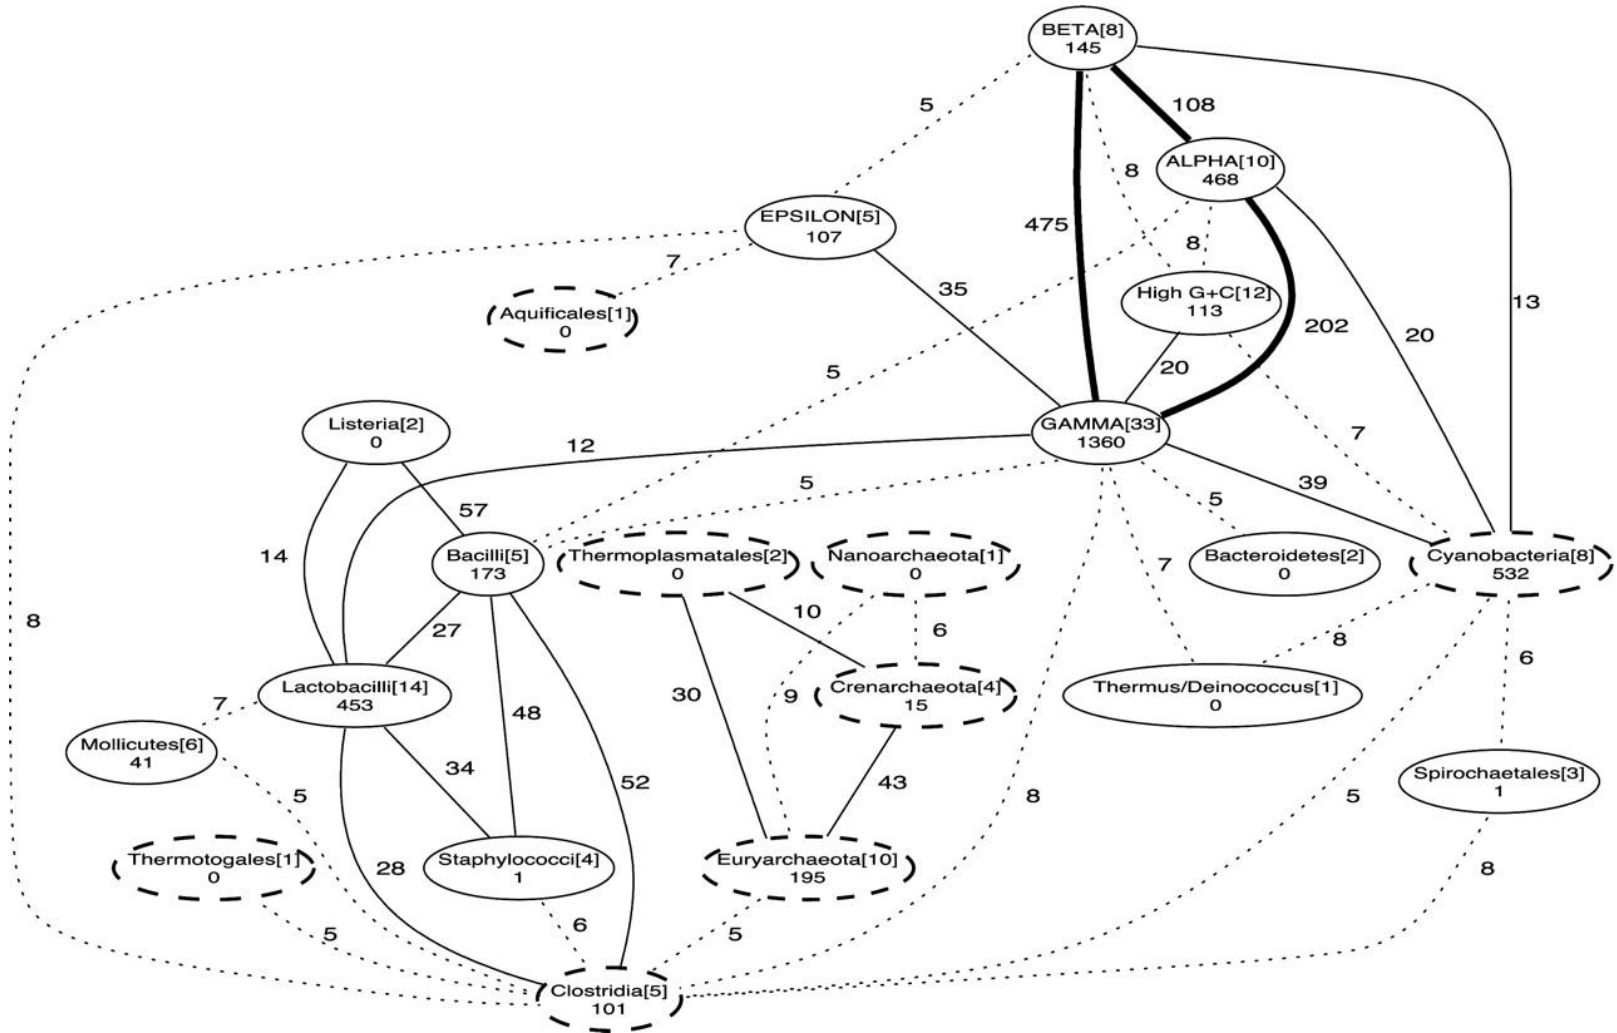 BETA[8]
145
108
5
ALPHA[10]
468
8
EPSILON[5]
107
475
8
7
35
High G+C[12]
113
13
Aquificales[1]
0
202
20
20
5
Listeria[2]
0
GAMMA[33]
1360
12
7
5
39
5
57
Bacilli[5]
173
14
Thermoplasmatales[2]
0
Nanoarchaeota[1]
0
7
Bacteroidetes[2]
0
Cyanobacteria[8]
532
8
10
27
6
8
6
Lactobacilli[14]
453
7
48
30
9
Crenarchaeota[4]
15
Thermus/Deinococcus[1]
0
Mollicutes[6]
41
34
52
43
5
8
5
Spirochaetales[3]
1
Thermotogales[1]
0
28
Staphylococci[4]
1
Euryarchaeota[10]
195
8
5
6
5
Clostridia[5]
101